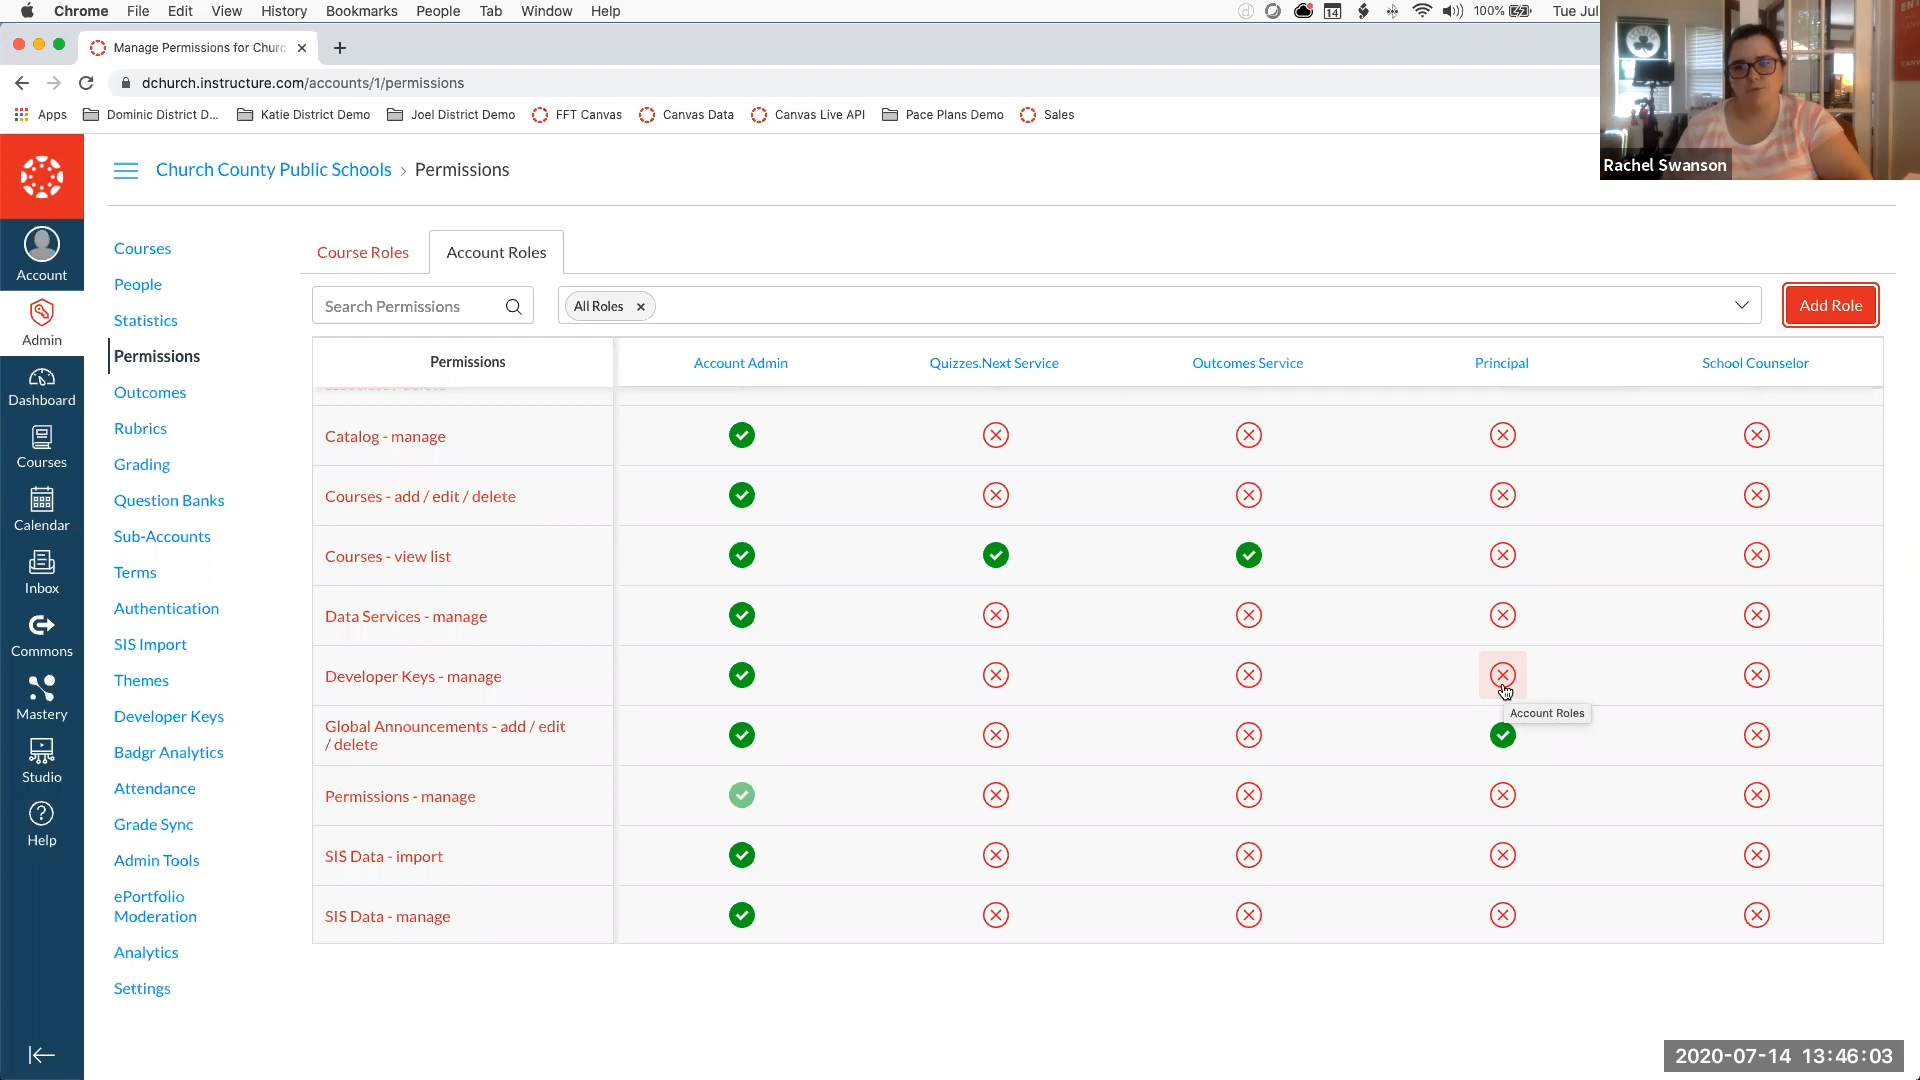 Chrome File Edit View History Bookmarks People Tab Window Help
14 100% Tue Jul
Manage Permissions for Churc
dchurch.instructure.com/accounts/1/permissions
Apps Dominic District D... Katie District Demo Joel District Demo FFT Canvas Canvas Data Canvas Live API Pace Plans Demo Sales
Rachel Swanson
Church County Public Schools > Permissions
Account
Admin
Dashboard
Courses
Calendar
Inbox
Commons
Mastery
Studio
Help
Courses
People
Statistics
Permissions
Outcomes
Rubrics
Grading
Question Banks
Sub-Accounts
Terms
Authentication
SIS Import
Themes
Developer Keys
Badgr Analytics
Attendance
Grade Sync
Admin Tools
ePortfolio
Moderation
Analytics
Settings
Course Roles Account Roles
Search Permissions All Roles Add Role
Permissions Account Admin Quizzes.Next Service Outcomes Service Principal School Counselor
Catalog - manage
Courses - add / edit / delete
Courses - view list
Data Services - manage
Developer Keys - manage
Account Roles
Global Announcements - add / edit
/ delete
Permissions - manage
SIS Data - import
SIS Data - manage
2020-07-14 13:46:03